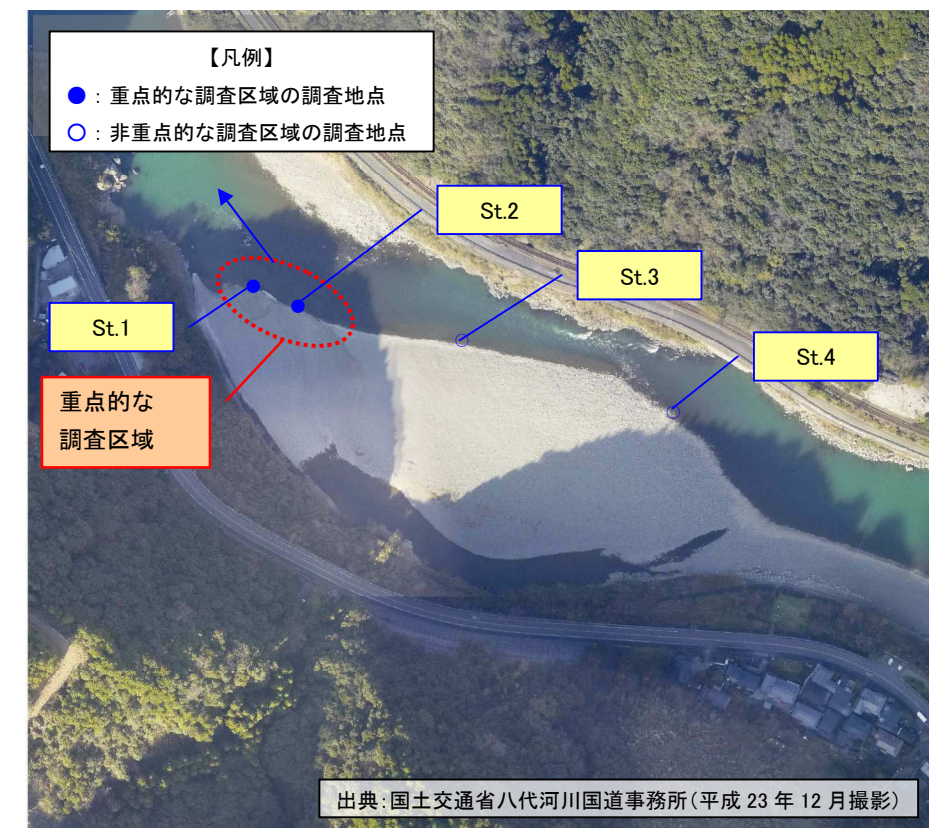 【凡例】
●：重点的な調査区域の調査地点
○：非重点的な調査区域の調査地点
St.2
St.3
St.1
St.4
重点的な
調査区域
出典：国土交通省八代河川国道事務所（平成 23 年 12 月撮影）